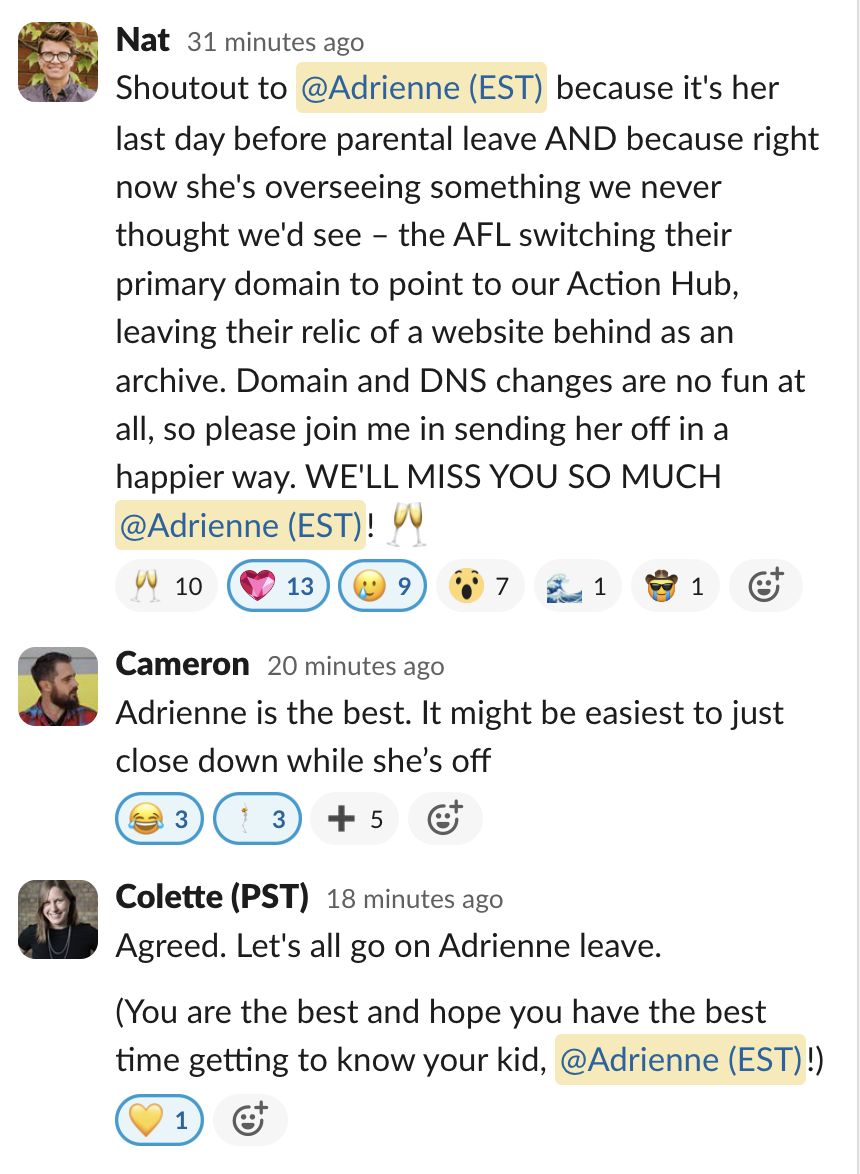 Nat 31 minutes ago
Shoutout to @Adrienne (EST) because it's her
last day before parental leave AND because right
now she's overseeing something we never
thought we'd see – the AFL switching their
primary domain to point to our Action Hub,
leaving their relic of a website behind as an
archive. Domain and DNS changes are no fun at
all, so please join me in sending her off in a
happier way. WE'LL MISS YOU SO MUCH
@Adrienne (EST)! 🥂
10 13 9 7 1 1
Cameron 20 minutes ago
Adrienne is the best. It might be easiest to just
close down while she’s off
3 3 5
Colette (PST) 18 minutes ago
Agreed. Let's all go on Adrienne leave.
(You are the best and hope you have the best
time getting to know your kid, @Adrienne (EST)!)
1